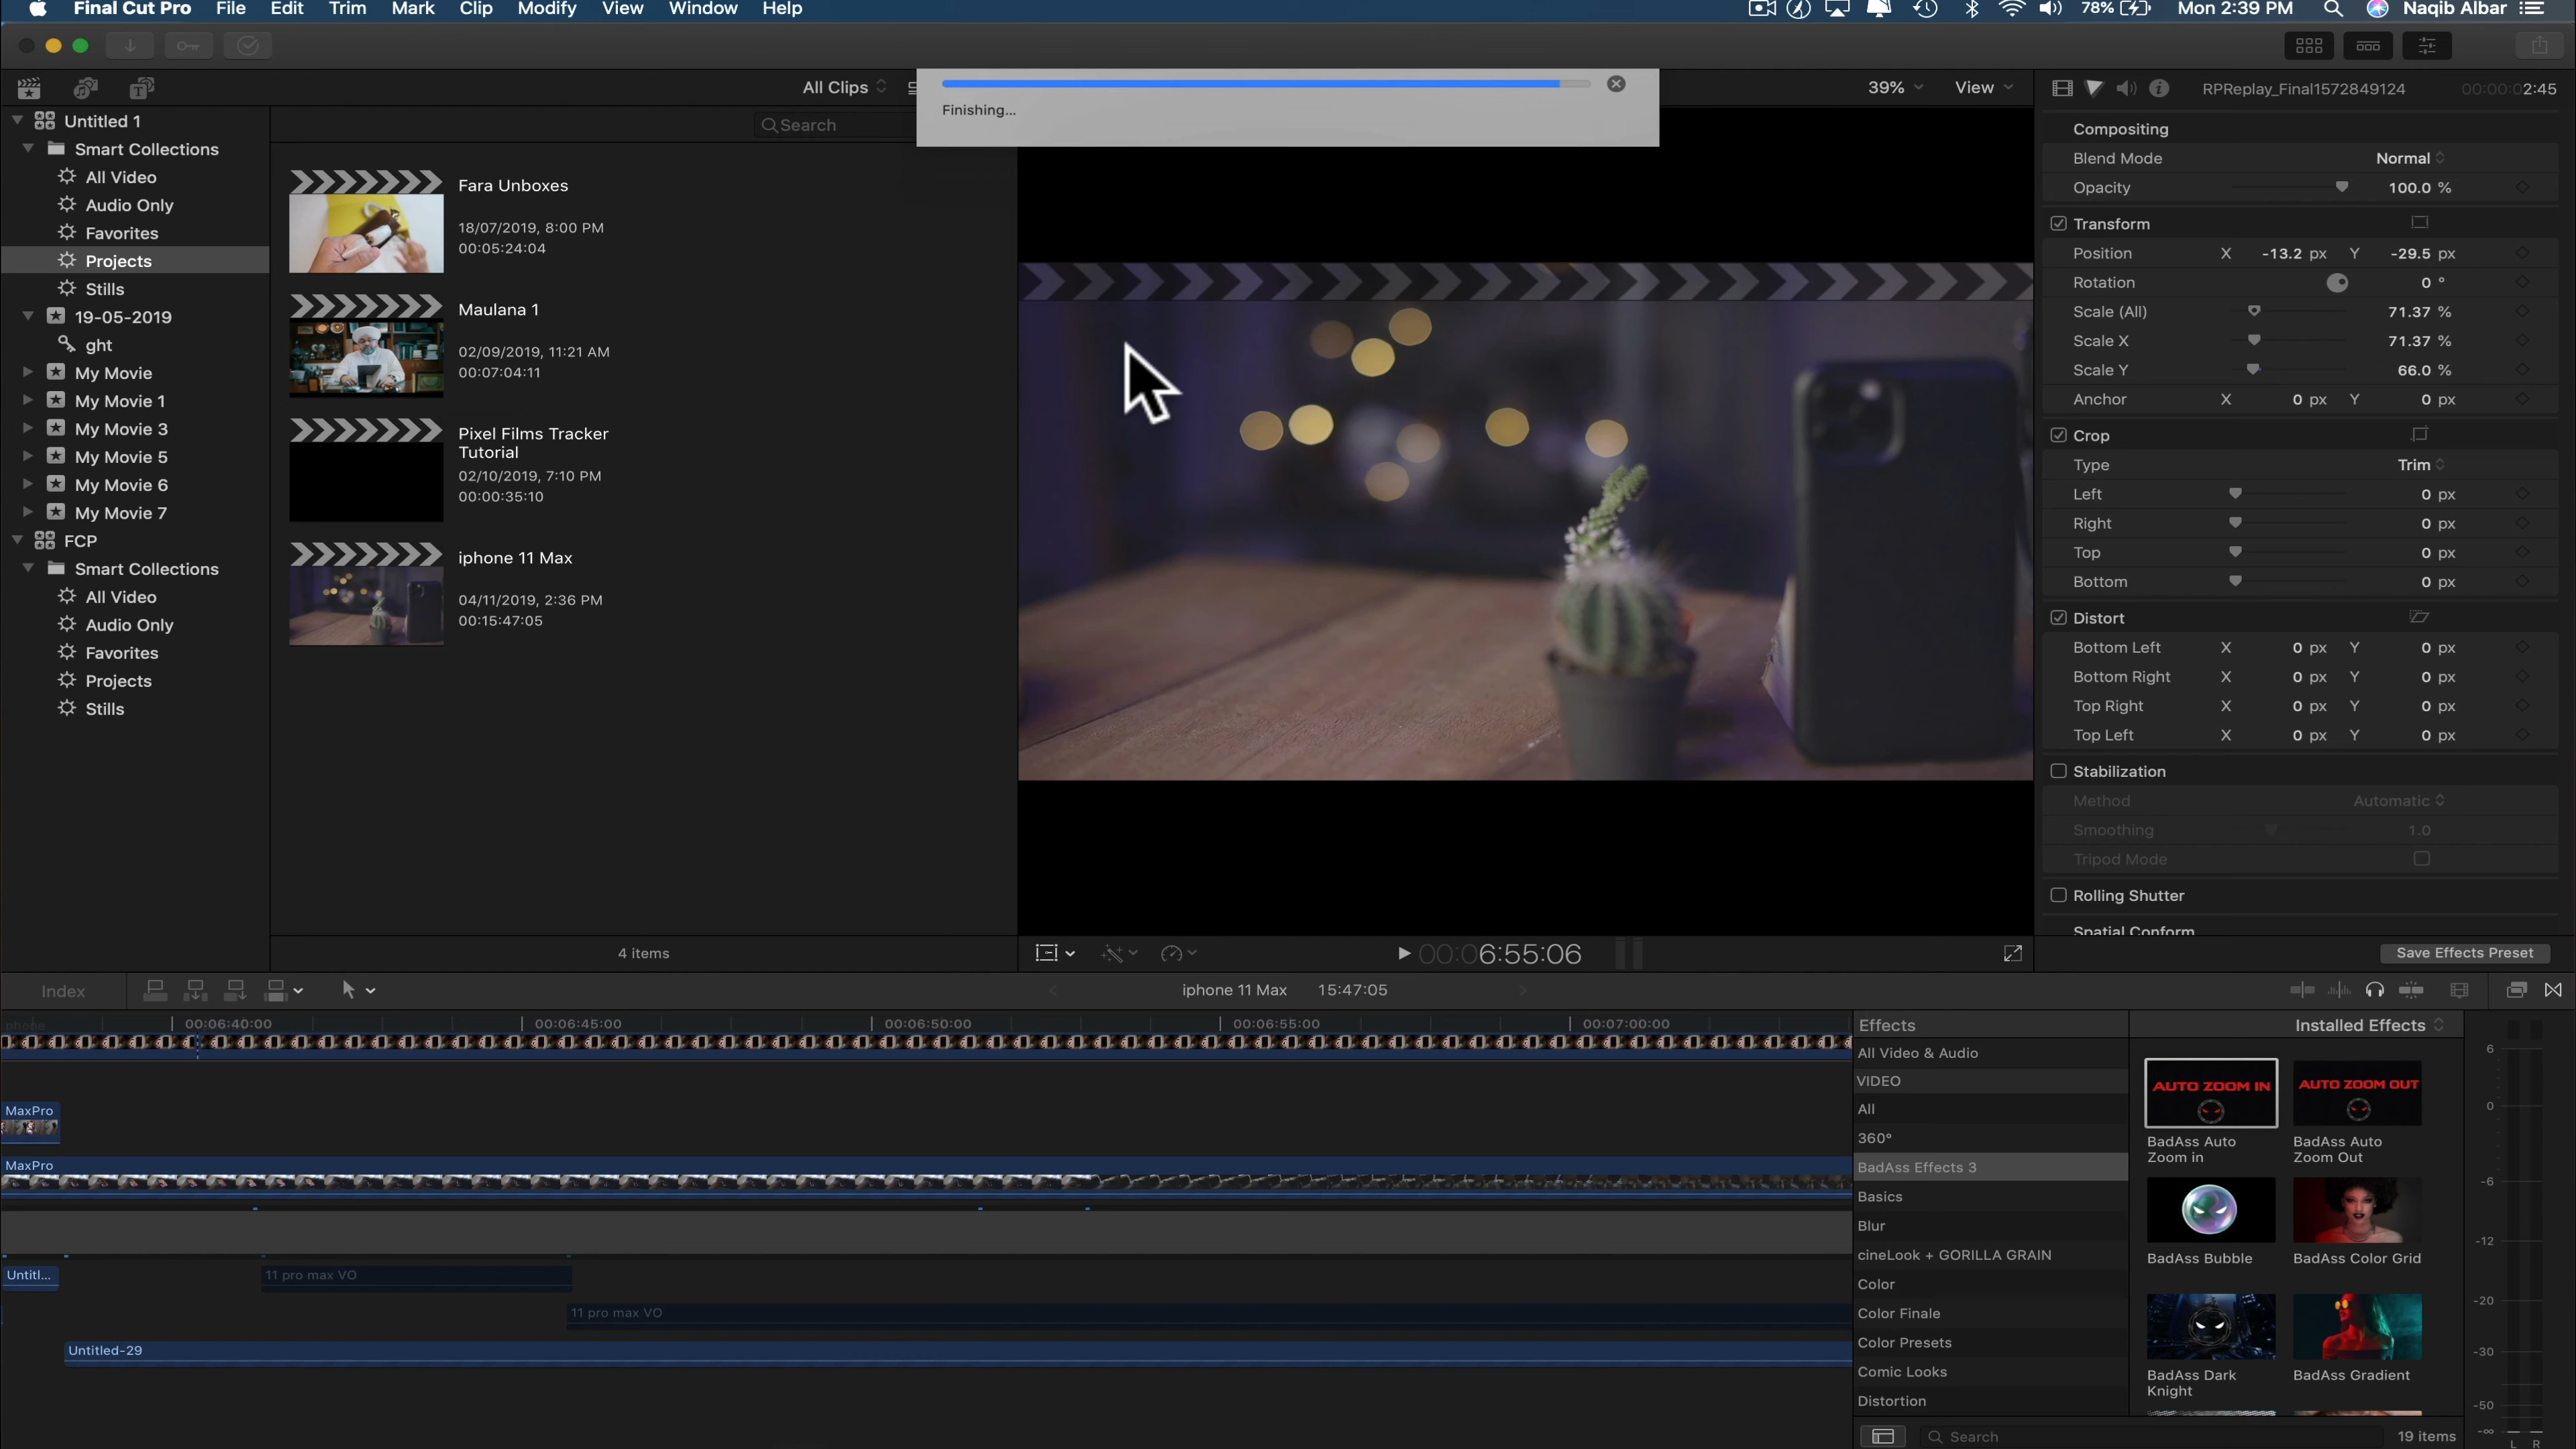 Final Cut Pro File Edit Trim Mark Clip Modify View Window Help
78% Mon 2:39 PM Naqib Albar
All Clips
39% View
RPReplay_Final1572849124 00:00:02:45
Finishing...
Search
Untitled 1
Smart Collections
All Video
Audio Only
Favorites
Projects
Stills
19-05-2019
ght
My Movie
My Movie 1
My Movie 3
My Movie 5
My Movie 6
My Movie 7
FCP
Smart Collections
All Video
Audio Only
Favorites
Projects
Stills
Fara Unboxes
18/07/2019, 8:00 PM
00:05:24:04
Maulana 1
02/09/2019, 11:21 AM
00:07:04:11
Pixel Films Tracker
Tutorial
02/10/2019, 7:10 PM
00:00:35:10
iphone 11 Max
04/11/2019, 2:36 PM
00:15:47:05
4 items
00:06:55:06
Compositing
Blend Mode Normal
Opacity 100.0 %
Transform
Position X -13.2 px Y -29.5 px
Rotation 0 °
Scale (All) 71.37 %
Scale X 71.37 %
Scale Y 66.0 %
Anchor X 0 px Y 0 px
Crop
Type Trim
Left 0 px
Right 0 px
Top 0 px
Bottom 0 px
Distort
Bottom Left X 0 px Y 0 px
Bottom Right X 0 px Y 0 px
Top Right X 0 px Y 0 px
Top Left X 0 px Y 0 px
Stabilization
Method Automatic
Smoothing 1.0
Tripod Mode
Rolling Shutter
Spatial Conform
Save Effects Preset
Index
iphone 11 Max 15:47:05
phone
00:06:40:00 00:06:45:00 00:06:50:00 00:06:55:00 00:07:00:00
MaxPro
MaxPro
Untitl...
11 pro max VO
11 pro max VO
Untitled-29
Effects
All Video & Audio
VIDEO
All
360°
BadAss Effects 3
Basics
Blur
cineLook + GORILLA GRAIN
Color
Color Finale
Color Presets
Comic Looks
Distortion
Installed Effects
AUTO ZOOM IN
AUTO ZOOM OUT
BadAss Auto
Zoom in
BadAss Auto
Zoom Out
BadAss Bubble
BadAss Color Grid
BadAss Dark
Knight
BadAss Gradient
Search
19 items
6
0
-6
-12
-20
-30
-50
-∞
L R